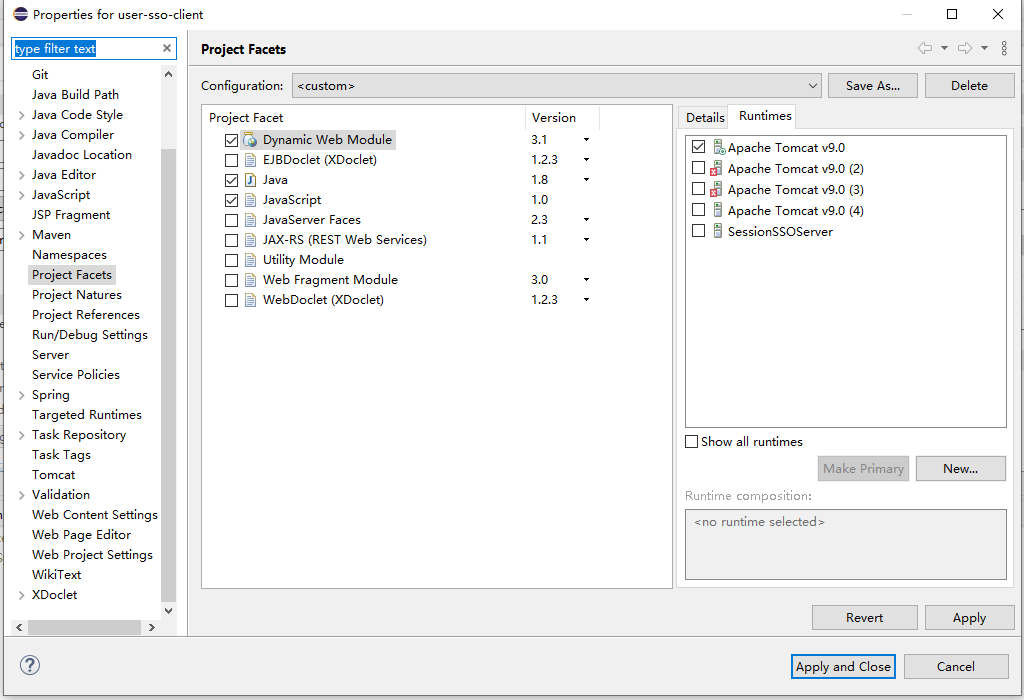 Properties for user-sso-client
type filter text
Git
Java Build Path
Java Code Style
Java Compiler
Javadoc Location
Java Editor
JavaScript
JSP Fragment
Maven
Namespaces
Project Facets
Project Natures
Project References
Run/Debug Settings
Server
Service Policies
Spring
Targeted Runtimes
Task Repository
Task Tags
Tomcat
Validation
Web Content Settings
Web Page Editor
Web Project Settings
WikiText
XDoclet
Project Facets
Configuration: <custom> Save As... Delete
Project Facet Version
Dynamic Web Module 3.1
EJBDoclet (XDoclet) 1.2.3
Java 1.8
JavaScript 1.0
JavaServer Faces 2.3
JAX-RS (REST Web Services) 1.1
Utility Module
Web Fragment Module 3.0
WebDoclet (XDoclet) 1.2.3
Details Runtimes
Apache Tomcat v9.0
Apache Tomcat v9.0 (2)
Apache Tomcat v9.0 (3)
Apache Tomcat v9.0 (4)
SessionSSOServer
Show all runtimes
Make Primary New...
Runtime composition:
<no runtime selected>
Revert Apply
? Apply and Close Cancel